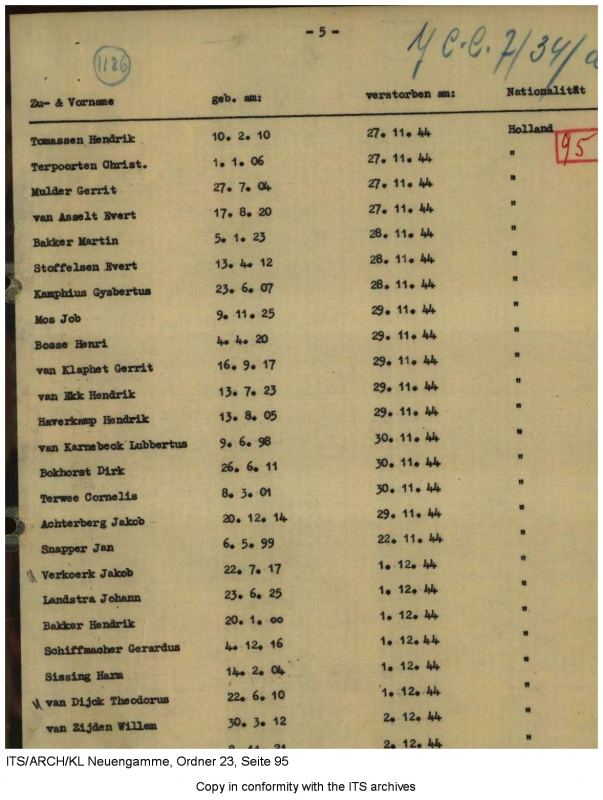 - 5 -
1186
Y C.C. 7/34/a
Zu- & Vorname geb. am: verstorben am: Nationalität
Tomassen Hendrik 10. 2. 10 27. 11. 44 Holland
95
Terpoorten Christ. 1. 1. 06 27. 11. 44 "
Mulder Gerrit 27. 7. 04 27. 11. 44 "
van Asselt Evert 17. 8. 20 27. 11. 44 "
Bakker Martin 5. 1. 23 28. 11. 44 "
Stoffelsen Evert 13. 4. 12 28. 11. 44 "
Kamphius Gysbertus 23. 6. 07 28. 11. 44 "
Mos Job 9. 11. 25 29. 11. 44 "
Bosse Henri 4. 4. 20 29. 11. 44 "
van Klaphet Gerrit 16. 9. 17 29. 11. 44 "
van Ekk Hendrik 13. 7. 23 29. 11. 44 "
Haverkamp Hendrik 13. 8. 05 29. 11. 44 "
van Karnebeck Lubbertus 9. 6. 98 30. 11. 44 "
Bokhorst Dirk 26. 6. 11 30. 11. 44 "
Terwee Cornelis 8. 3. 01 30. 11. 44 "
Achterberg Jakob 20. 12. 14 29. 11. 44 "
Snapper Jan 6. 5. 99 22. 11. 44 "
Verkoerk Jakob 22. 7. 17 1. 12. 44 "
Landstra Johann 23. 6. 25 1. 12. 44 "
Bakker Hendrik 20. 1. 00 1. 12. 44 "
Schiffmacher Gerardus 4. 12. 16 1. 12. 44 "
Sissing Harm 14. 2. 04 1. 12. 44 "
van Dijck Theodorus 22. 6. 10 1. 12. 44 "
van Zijden Willem 30. 3. 12 2. 12. 44 "
2. 12. 44 "
ITS/ARCH/KL Neuengamme, Ordner 23, Seite 95
Copy in conformity with the ITS archives